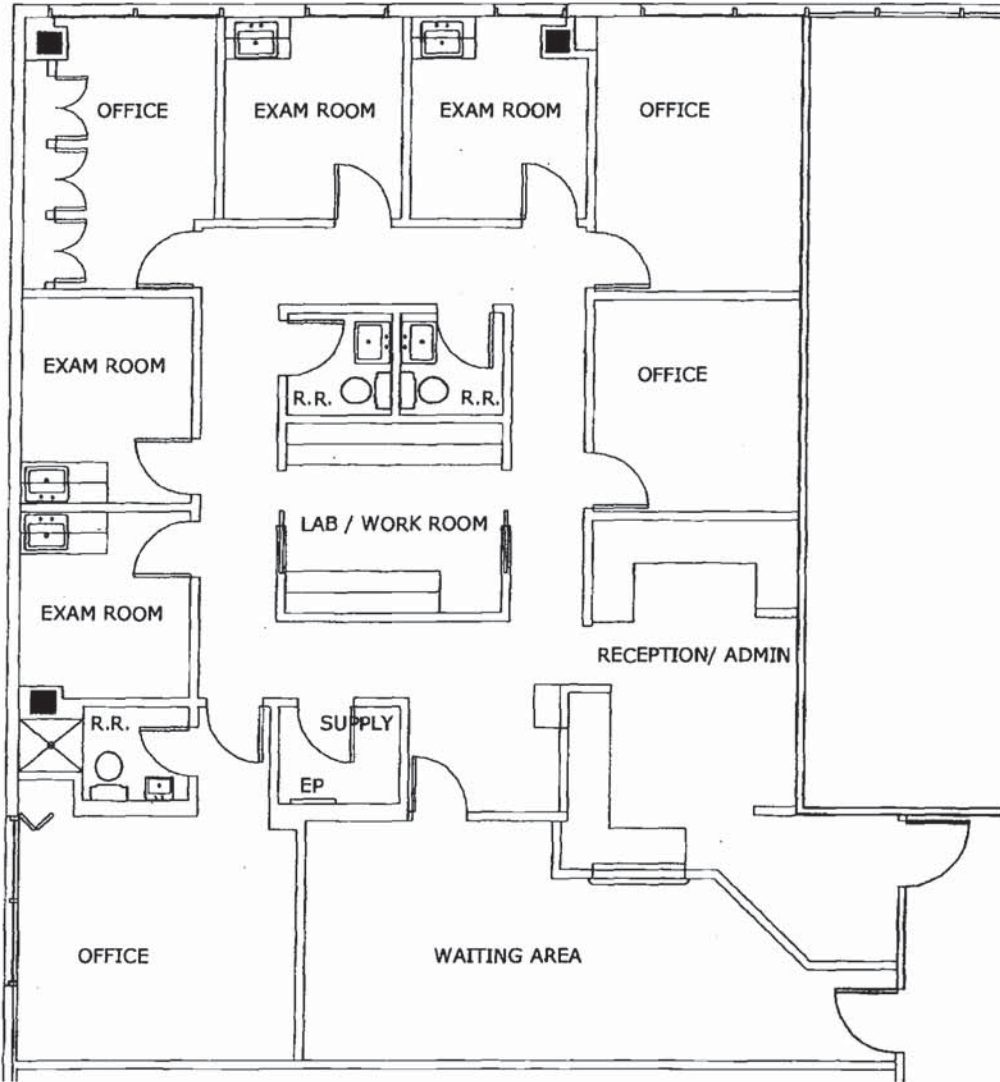 OFFICE
EXAM ROOM
EXAM ROOM
OFFICE
EXAM ROOM
OFFICE
R.R.
R.R.
LAB / WORK ROOM
EXAM ROOM
RECEPTION/ ADMIN
R.R.
SUPPLY
EP
OFFICE
WAITING AREA